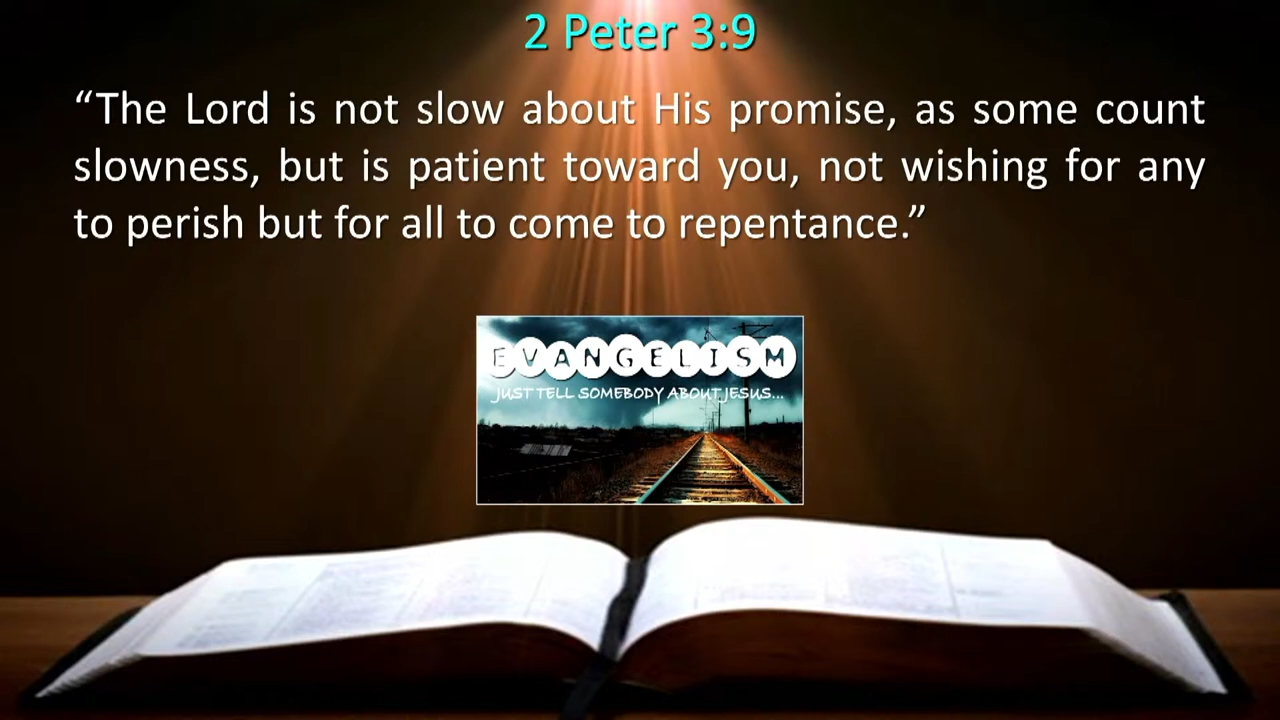 2 Peter 3:9
“The Lord is not slow about His promise, as some count
slowness, but is patient toward you, not wishing for any
to perish but for all to come to repentance.”
EVANGELISM
JUST TELL SOMEBODY ABOUT JESUS...